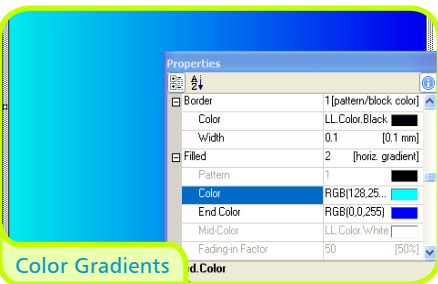 Properties
Border 1 [pattern/block color]
Color LL.Color.Black
Width 0.1 [0.1 mm]
Filled 2 [horiz. gradient]
Pattern 1
Color RGB(128,25...
End Color RGB(0,0,255)
Mid-Color LL.Color.White
Fading-in Factor 50 [50%]
Color Gradients d.Color